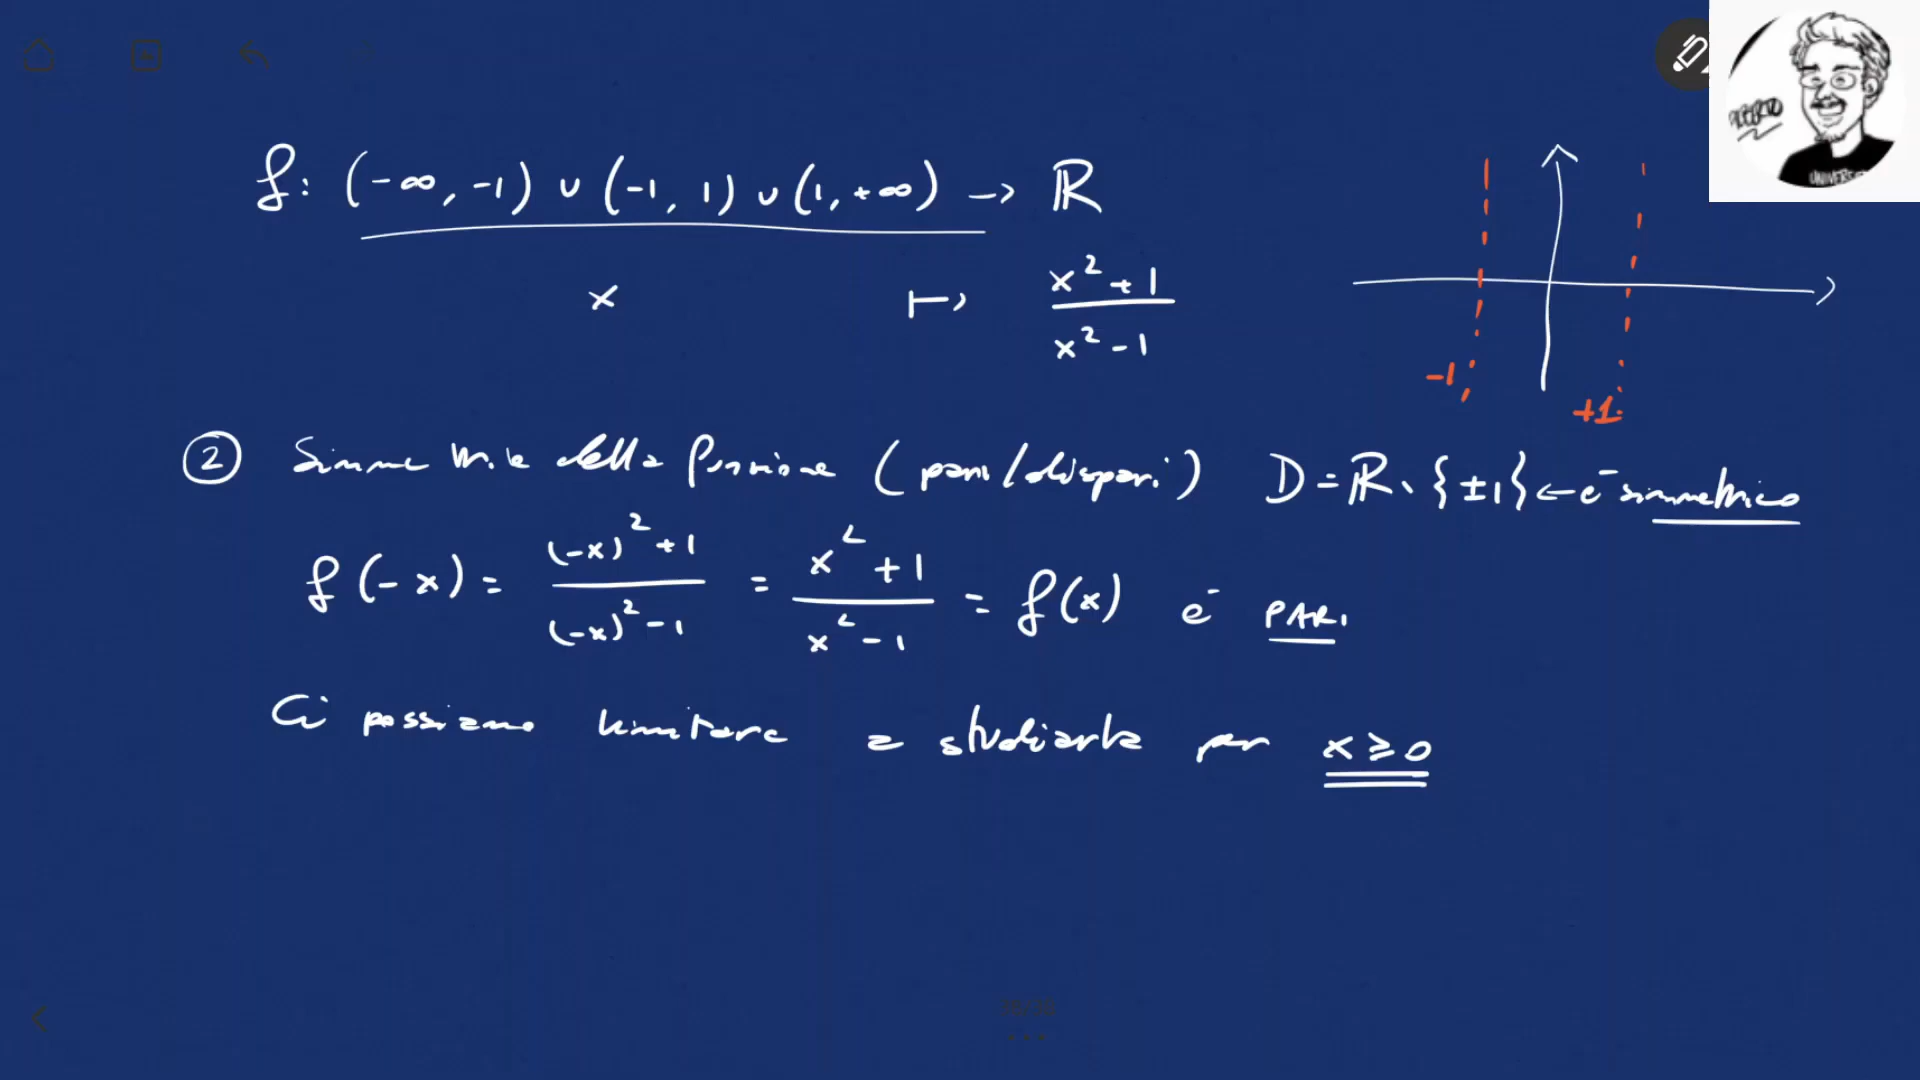 f: (-∞, -1) ∪ (-1, 1) ∪ (1, +∞) → ℝ
x ↦ x²+1 / x²-1
-1
+1
② Simmetrie della funzione (pari/dispari) D = ℝ \ {±1} ← è simmetrico
f(-x) = (-x)²+1 / (-x)²-1 = x²+1 / x²-1 = f(x) è PARI
Ci possiamo limitare a studiarla per x ≥ 0